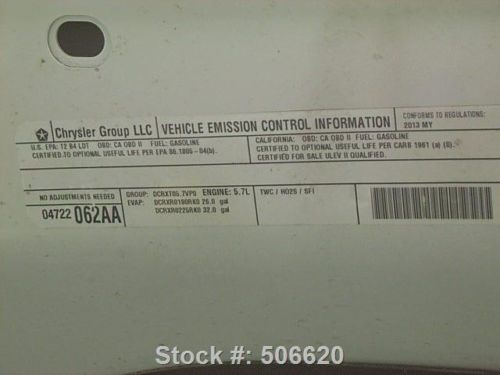 Chrysler Group LLC VEHICLE EMISSION CONTROL INFORMATION CONFORMS TO REGULATIONS:
2013 MY
U.S. EPA: T2 B4 LDT OBD: CA OBD II FUEL: GASOLINE
CERTIFIED TO OPTIONAL USEFUL LIFE PER EPA 86.1805-04(b).
CALIFORNIA: OBD: CA OBD II FUEL: GASOLINE
CERTIFIED TO OPTIONAL USEFUL LIFE PER CARB 1961 (a) (8).
CERTIFIED FOR SALE ULEV II QUALIFIED.
NO ADJUSTMENTS NEEDED
04722 062AA
GROUP: DCRXT05.7VP0 ENGINE: 5.7L
EVAP: DCRXR0190RK0 26.0 gal
DCRXR0225RK0 32.0 gal
TWC / HO2S / SFI
Stock #: 506620